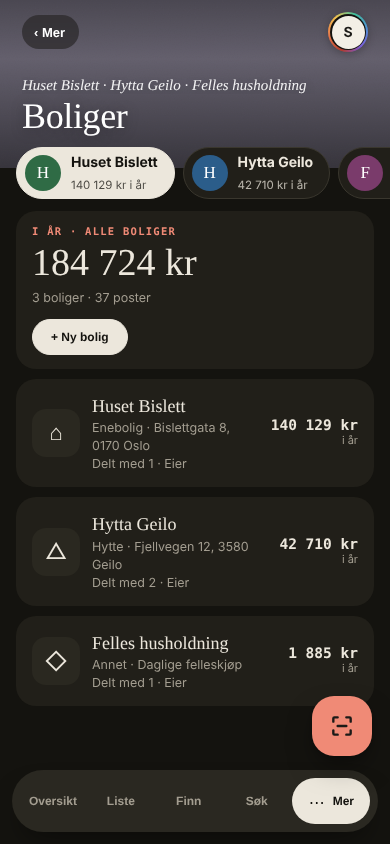 ‹ Mer
S
Huset Bislett · Hytta Geilo · Felles husholdning
Boliger
H
Huset Bislett
140 129 kr i år
H
Hytta Geilo
42 710 kr i år
F
I ÅR · ALLE BOLIGER
184 724 kr
3 boliger · 37 poster
+ Ny bolig
Huset Bislett
Enebolig · Bislettgata 8,
0170 Oslo
Delt med 1 · Eier
140 129 kr
i år
Hytta Geilo
Hytte · Fjellvegen 12, 3580
Geilo
Delt med 2 · Eier
42 710 kr
i år
Felles husholdning
Annet · Daglige felleskjøp
Delt med 1 · Eier
1 885 kr
i år
Oversikt
Liste
Finn
Søk
... Mer